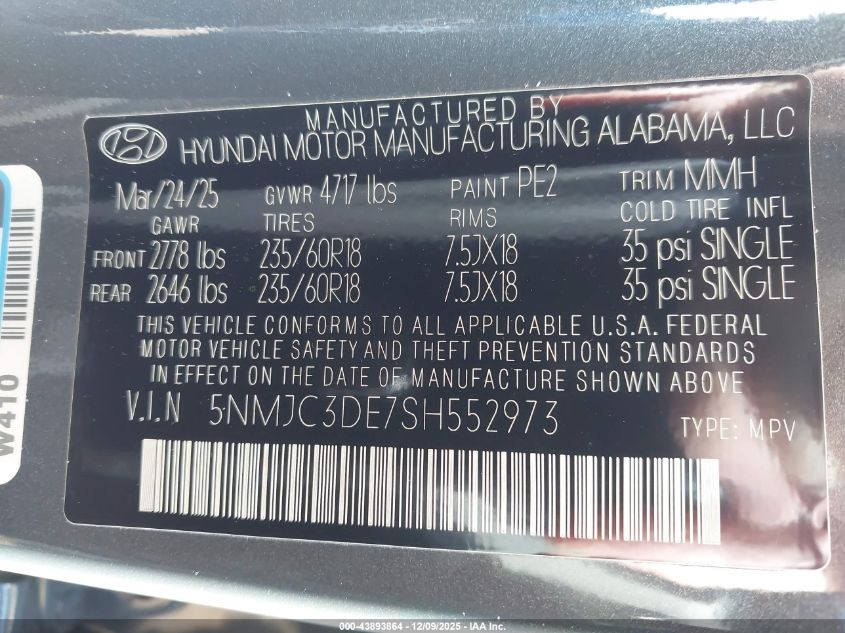 MANUFACTURED BY
HYUNDAI MOTOR MANUFACTURING ALABAMA, LLC
Mar/24/25 GVWR 4717 lbs PAINT PE2 TRIM MMH
GAWR TIRES RIMS COLD TIRE INFL
FRONT 2778 lbs 235/60R18 7.5JX18 35 psi SINGLE
REAR 2646 lbs 235/60R18 7.5JX18 35 psi SINGLE
THIS VEHICLE CONFORMS TO ALL APPLICABLE U.S.A. FEDERAL
MOTOR VEHICLE SAFETY AND THEFT PREVENTION STANDARDS
IN EFFECT ON THE DATE OF MANUFACTURE SHOWN ABOVE.
V.I.N 5NMJC3DE7SH552973 TYPE: MPV
W410
000-43893864 - 12/09/2025 - IAA Inc.